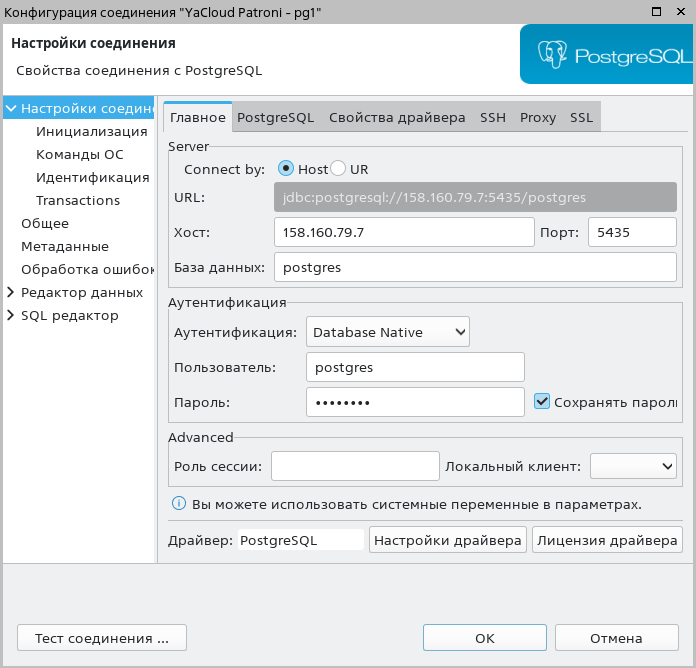 Конфигурация соединения "YaCloud Patroni - pg1"
Настройки соединения
Свойства соединения с PostgreSQL
PostgreSQL
Настройки соедине
Инициализация
Команды ОС
Идентификация
Transactions
Общее
Метаданные
Обработка ошибок
Редактор данных
SQL редактор
Главное PostgreSQL Свойства драйвера SSH Proxy SSL
Server
Connect by: Host UR
URL: jdbc:postgresql://158.160.79.7:5435/postgres
Хост: 158.160.79.7 Порт: 5435
База данных: postgres
Аутентификация
Аутентификация: Database Native
Пользователь: postgres
Пароль: •••••••• Сохранять парол
Advanced
Роль сессии: Локальный клиент:
Вы можете использовать системные переменные в параметрах.
Драйвер: PostgreSQL Настройки драйвера Лицензия драйвера
Тест соединения ... OK Отмена